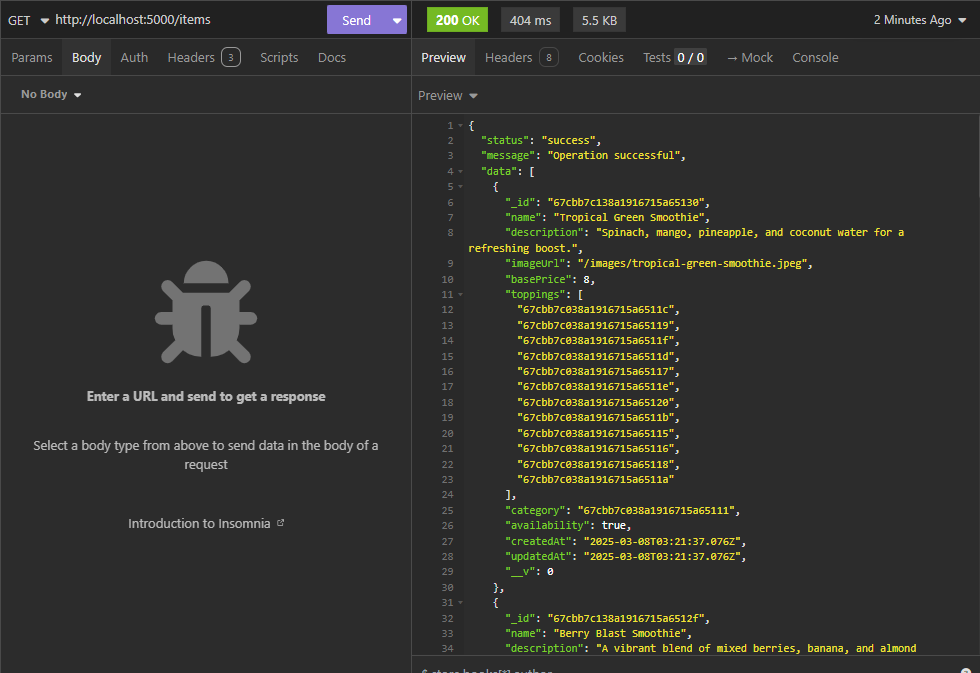 GET http://localhost:5000/items Send 200 OK 404 ms 5.5 KB 2 Minutes Ago
Params Body Auth Headers 3 Scripts Docs Preview Headers 8 Cookies Tests 0 / 0 → Mock Console
No Body
Preview
Enter a URL and send to get a response
Select a body type from above to send data in the body of a
request
Introduction to Insomnia
1 {
2 "status": "success",
3 "message": "Operation successful",
4 "data": [
5 {
6 "_id": "67cbb7c138a1916715a65130",
7 "name": "Tropical Green Smoothie",
8 "description": "Spinach, mango, pineapple, and coconut water for a
refreshing boost.",
9 "imageUrl": "/images/tropical-green-smoothie.jpeg",
10 "basePrice": 8,
11 "toppings": [
12 "67cbb7c038a1916715a6511c",
13 "67cbb7c038a1916715a65119",
14 "67cbb7c038a1916715a6511f",
15 "67cbb7c038a1916715a6511d",
16 "67cbb7c038a1916715a65117",
17 "67cbb7c038a1916715a6511e",
18 "67cbb7c038a1916715a65120",
19 "67cbb7c038a1916715a6511b",
20 "67cbb7c038a1916715a65115",
21 "67cbb7c038a1916715a65116",
22 "67cbb7c038a1916715a65118",
23 "67cbb7c038a1916715a6511a"
24 ],
25 "category": "67cbb7c038a1916715a65111",
26 "availability": true,
27 "createdAt": "2025-03-08T03:21:37.076Z",
28 "updatedAt": "2025-03-08T03:21:37.076Z",
29 "__v": 0
30 },
31 {
32 "_id": "67cbb7c138a1916715a6512f",
33 "name": "Berry Blast Smoothie",
34 "description": "A vibrant blend of mixed berries, banana, and almond